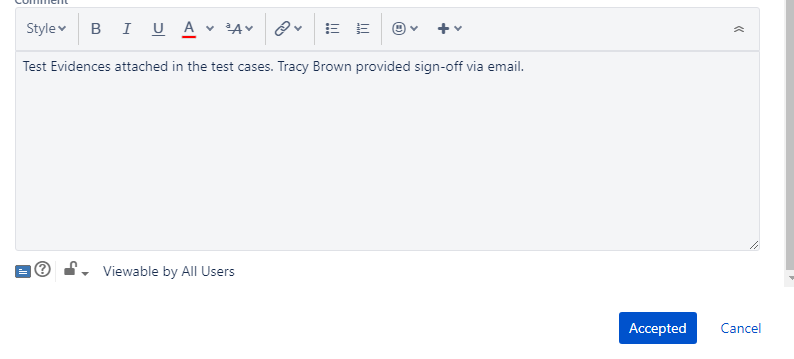 Comment
Style B I U A ªA
Test Evidences attached in the test cases. Tracy Brown provided sign-off via email.
Viewable by All Users
Accepted Cancel